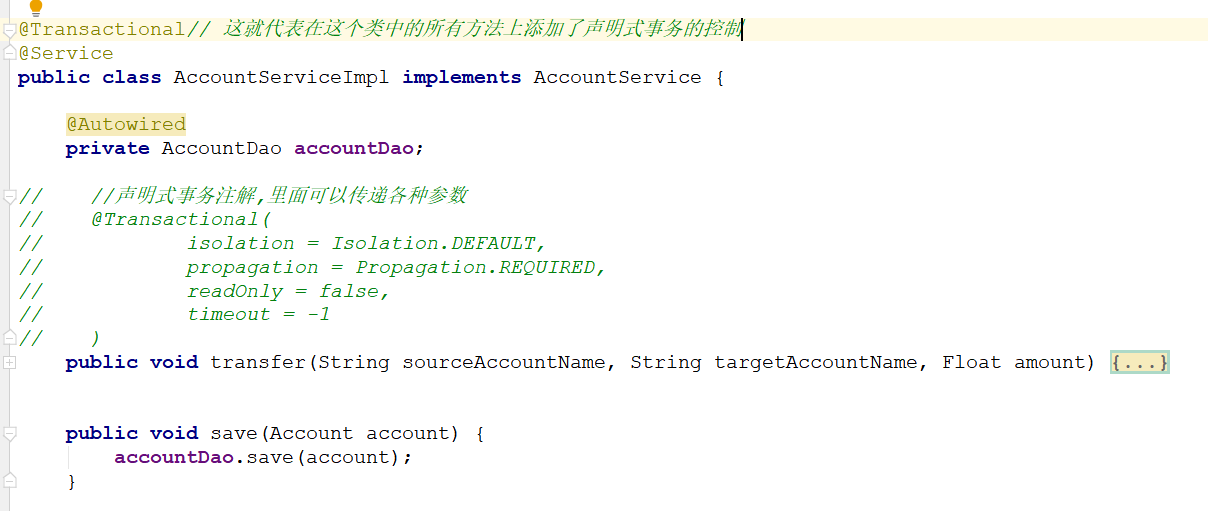 @Transactional// 这就代表在这个类中的所有方法上添加了声明式事务的控制
@Service
public class AccountServiceImpl implements AccountService {
@Autowired
private AccountDao accountDao;
//    //声明式事务注解,里面可以传递各种参数
//    @Transactional(
//            isolation = Isolation.DEFAULT,
//            propagation = Propagation.REQUIRED,
//            readOnly = false,
//            timeout = -1
//    )
public void transfer(String sourceAccountName, String targetAccountName, Float amount) {...}
public void save(Account account) {
accountDao.save(account);
}